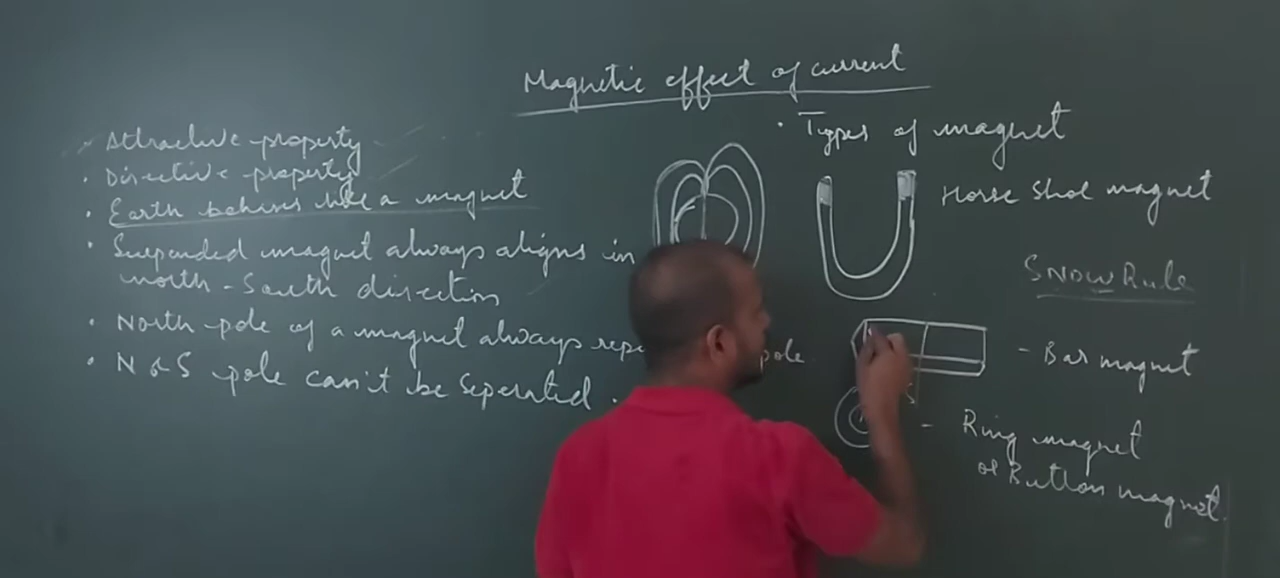 Magnetic effect of current
· Attractive property
· Directive property
· Earth behives like a magnet
· Suspended magnet always aligns in
north - South direction
· North pole of a magnet always repe pole
· N & S pole can't be Seperated .
· Types of magnet
Horse Shoe magnet
SNOW Rule
- Bar magnet
- Ring magnet
or Button magnet.